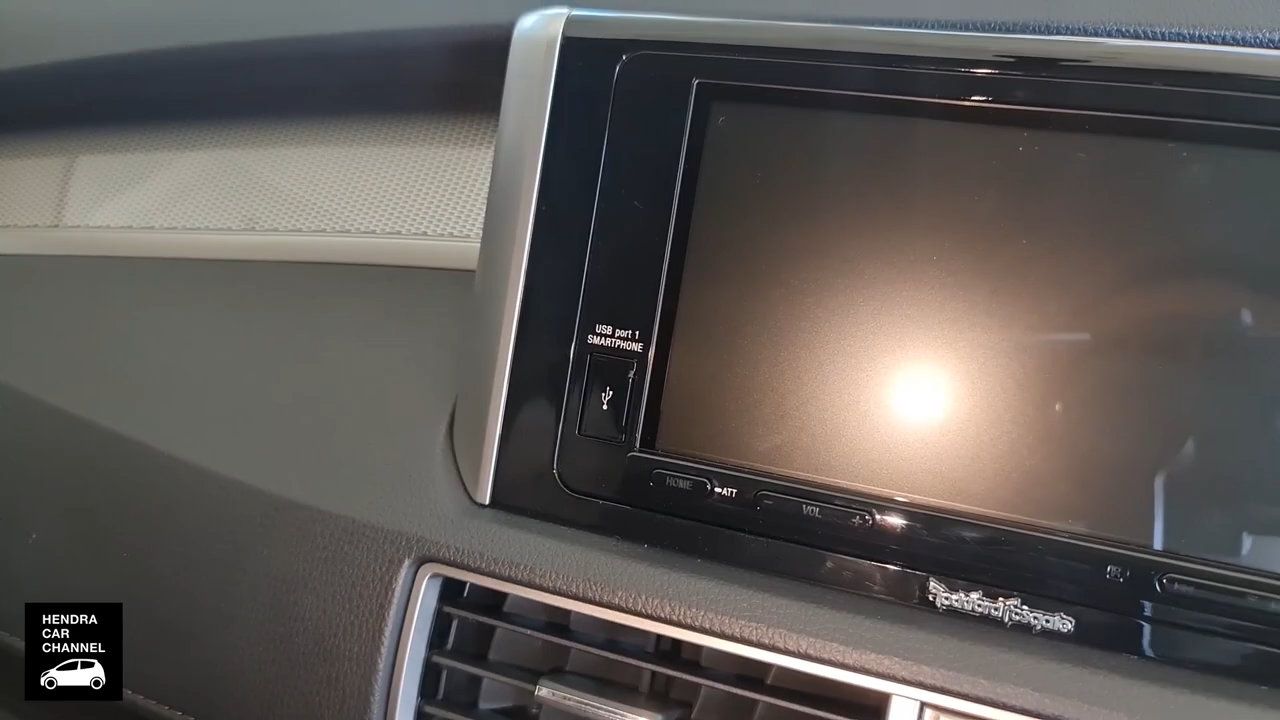 USB port 1
SMARTPHONE
HOME
ATT
- VOL +
Rockford Fosgate
HENDRA
CAR
CHANNEL